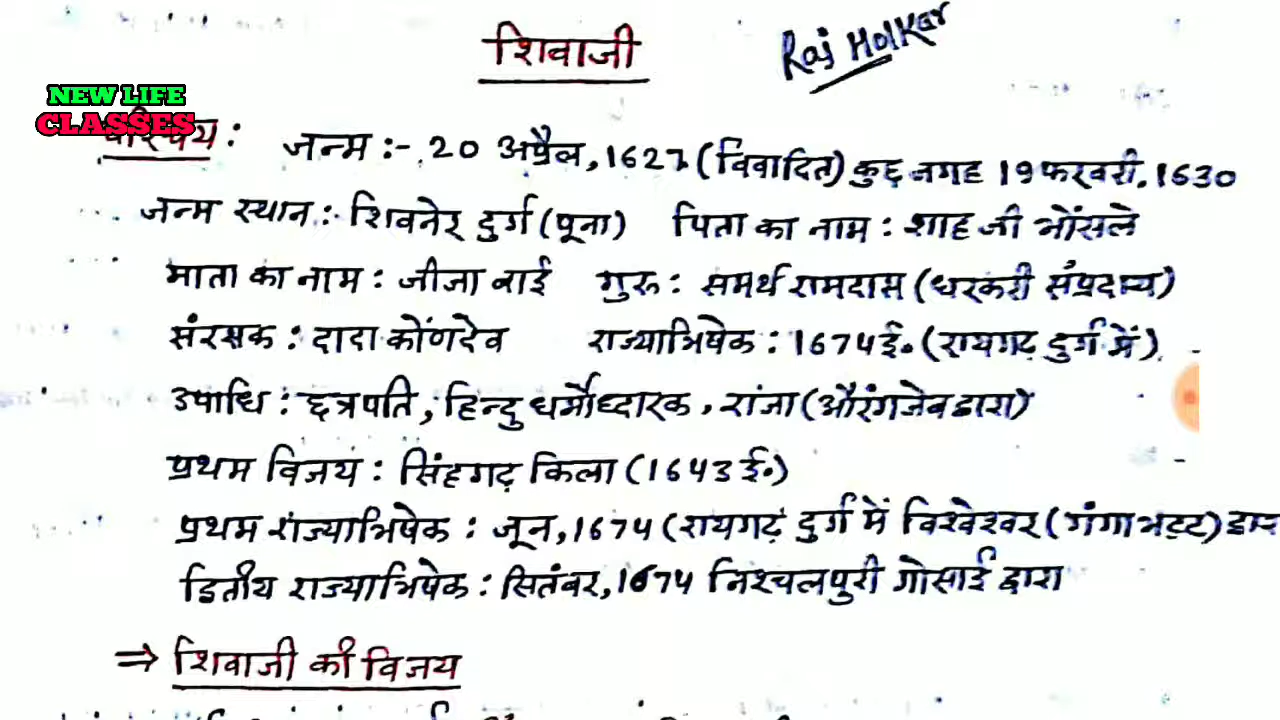 शिवाजी
Raj Holkar
NEW LIFE
CLASSES
परिचय : जन्म :- 20 अप्रैल, 1627 (विवादित) कुछ जगह 19 फरवरी, 1630
जन्म स्थान : शिवनेर दुर्ग (पूना) पिता का नाम : शाह जी भोंसले
माता का नाम : जीजा बाई गुरु : समर्थ रामदास (धरकरी संप्रदाय)
संरक्षक : दादा कोंणदेव राज्याभिषेक : 1674 ई. (रायगढ़ दुर्ग में)
उपाधि : छत्रपति, हिन्दु धर्मोध्दारक, रांजा (औरंगजेब द्वारा)
प्रथम विजय : सिंहगढ़ किला (1643 ई.)
प्रथम राज्याभिषेक : जून, 1674 (रायगढ़ दुर्ग में विश्वेश्वर (गंगाभट्ट)
द्वितीय राज्याभिषेक : सितंबर, 1674 निश्चलपुरी गोसाई द्वारा
⇒ शिवाजी की विजय